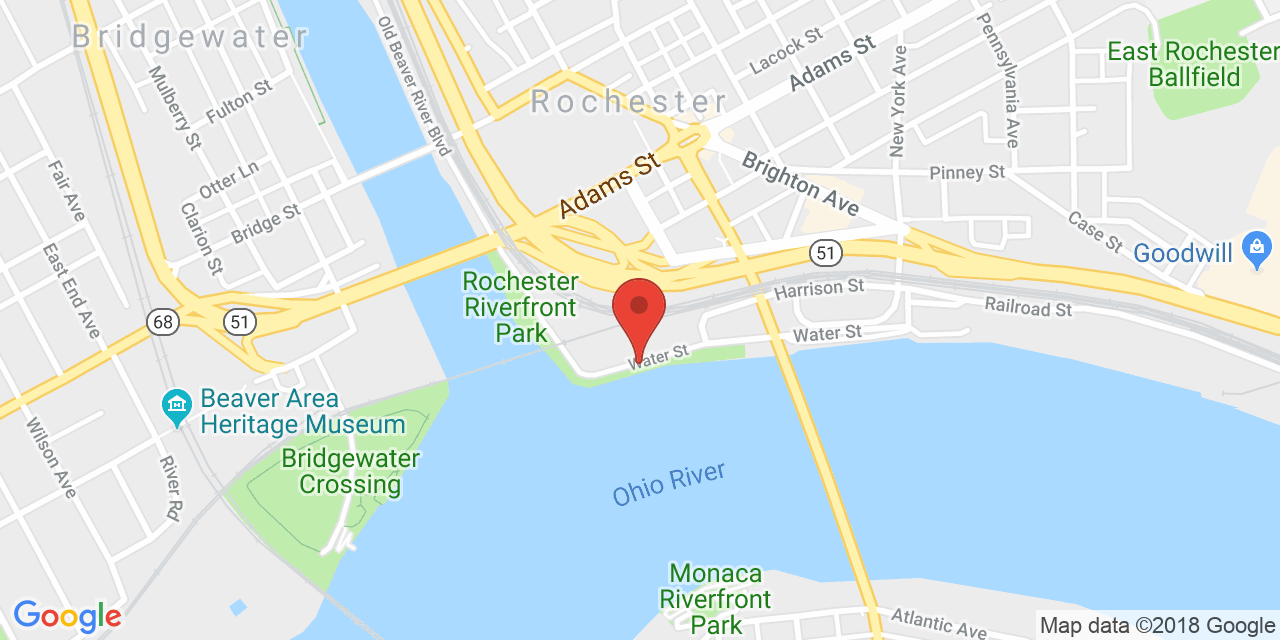 Bridgewater
Old Beaver River Blvd
Lacock St
Adams St
Pennsylvania Ave
East Rochester
Ballfield
Mulberry St
Fulton St
Rochester
New York Ave
Fair Ave
Otter Ln
Adams St
Brighton Ave
Pinney St
Clarion St
Bridge St
Case St
East End Ave
51
Goodwill
Rochester
Riverfront
Park
Harrison St
Railroad St
68
51
Water St
Water St
Beaver Area
Heritage Museum
Wilson Ave
River Rd
Bridgewater
Crossing
Ohio River
Monaca
Riverfront
Park
Atlantic Ave
Google
Map data ©2018 Google